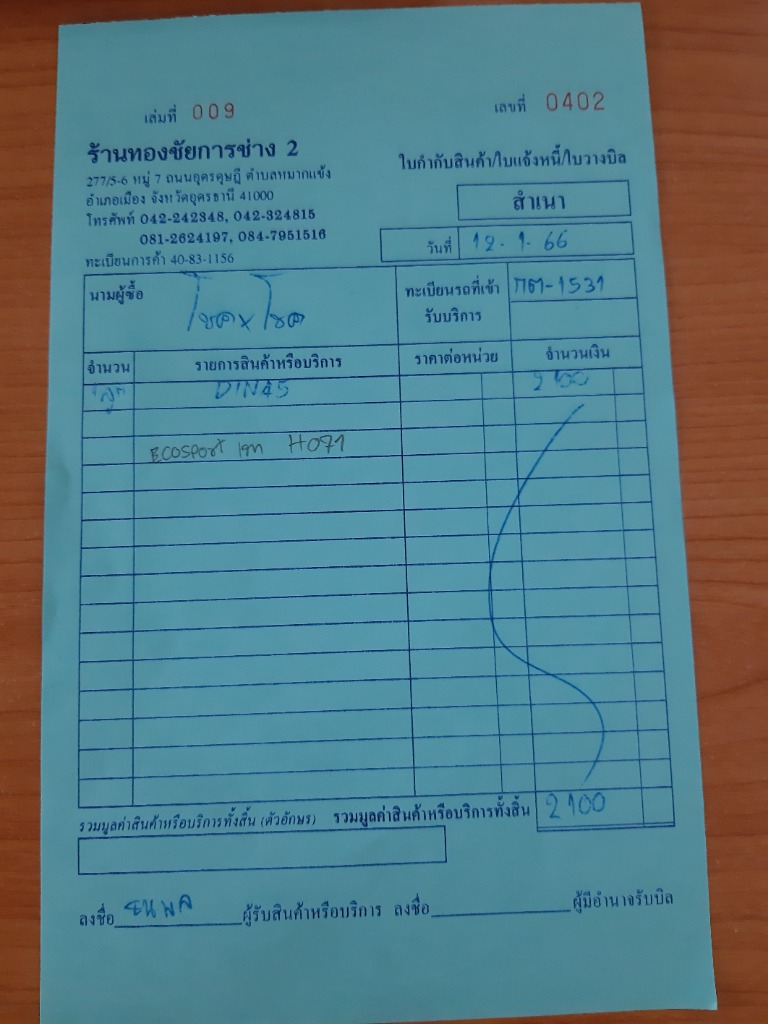 เล่มที่ 009 เลขที่ 0402
ร้านทองชัยการช่าง 2
277/5-6 หมู่ 7 ถนนอุดรดุษฎี ตำบลหมากแข้ง
อำเภอเมือง จังหวัดอุดรธานี 41000
โทรศัพท์ 042-242348, 042-324815
081-2624197, 084-7951516
ทะเบียนการค้า 40-83-1156
ใบกำกับสินค้า/ใบแจ้งหนี้/ใบวางบิล
สำเนา
วันที่ 12.1.66
นามผู้ซื้อ โชคxโชค
ทะเบียนรถที่เข้า
รับบริการ
1531
จำนวน รายการสินค้าหรือบริการ ราคาต่อหน่วย จำนวนเงิน
1ลูก DIN45 2100
Ecosport เทา H071
รวมมูลค่าสินค้าหรือบริการทั้งสิ้น (ตัวอักษร) รวมมูลค่าสินค้าหรือบริการทั้งสิ้น 2100
ลงชื่อ ธนพล ผู้รับสินค้าหรือบริการ ลงชื่อ ผู้มีอำนาจรับบิล